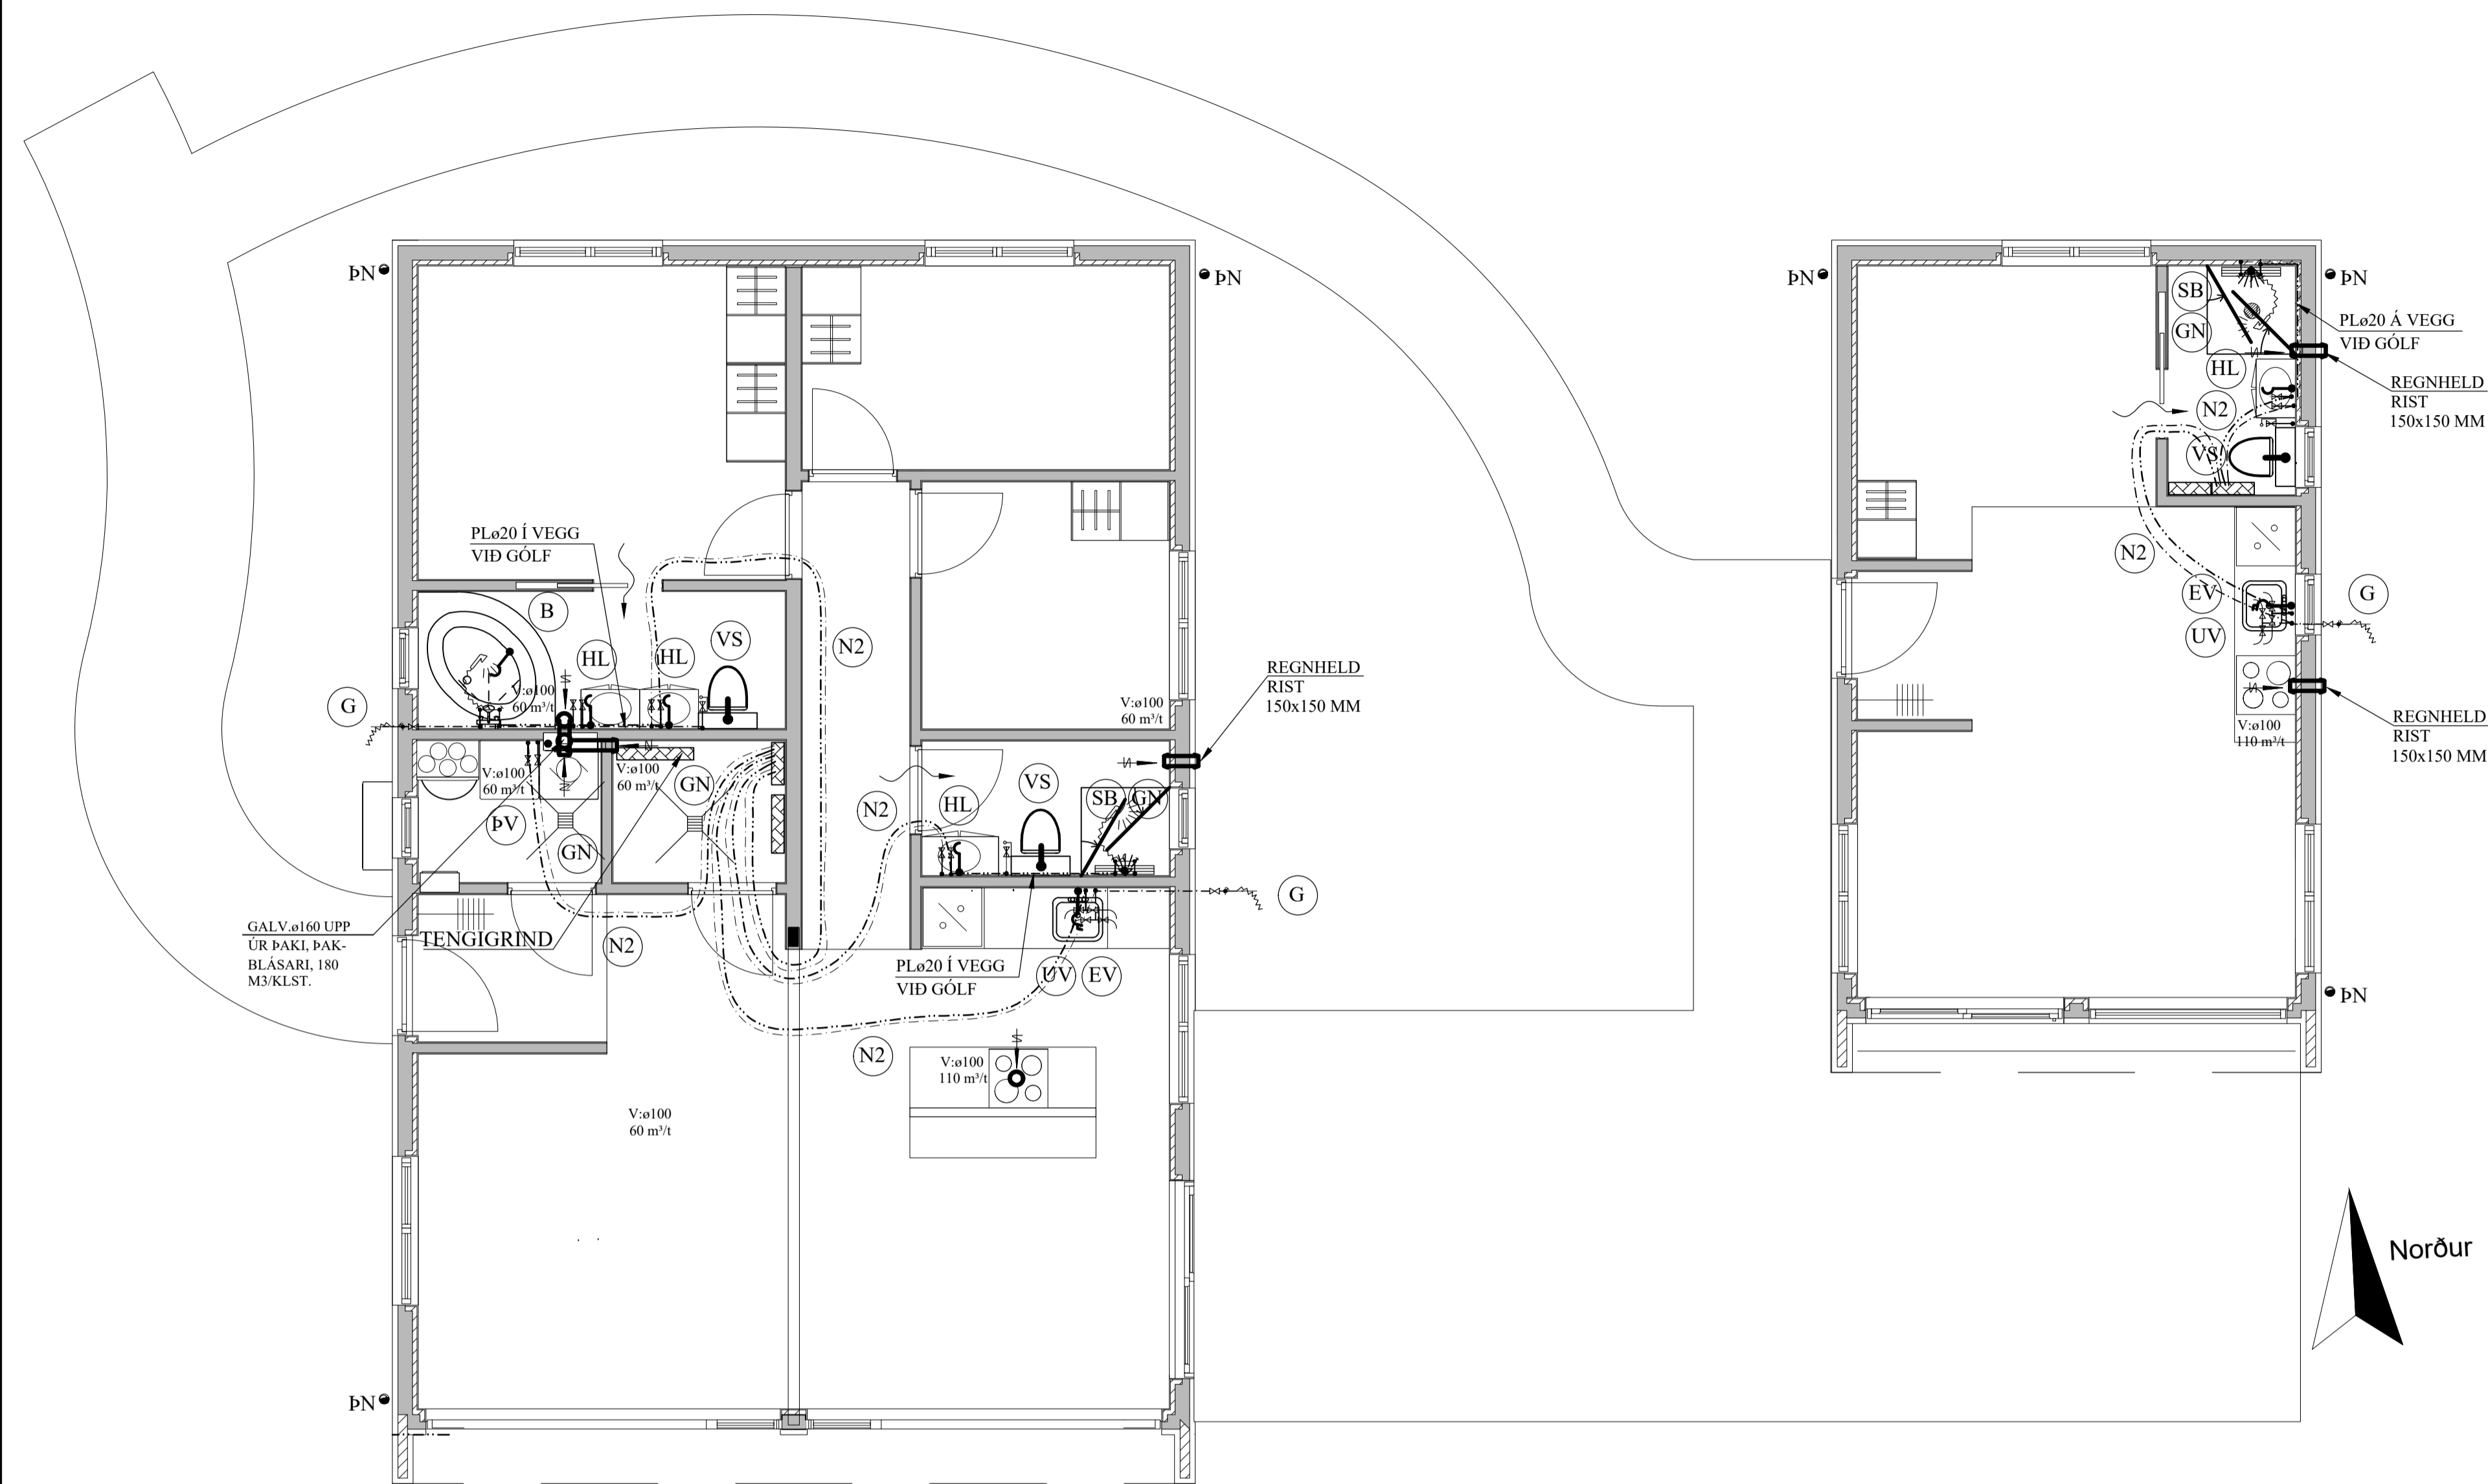 ÞN
ÞN
ÞN
ÞN
SB
GN
PLø20 Á VEGG
VIÐ GÓLF
HL
REGNHELD
RIST
150x150 MM
N2
VS
PLø20 Í VEGG
VIÐ GÓLF
N2
B
EV
G
UV
HL
HL
VS
N2
REGNHELD
RIST
150x150 MM
V:ø100
60 m³/t
G
V:ø100
60 m³/t
REGNHELD
RIST
150x150 MM
V:ø100
110 m³/t
V:ø100
60 m³/t
V:ø100
60 m³/t
GN
VS
HL
SB
GN
N2
ÞV
GN
G
GALV.ø160 UPP
ÚR ÞAKI, ÞAK-
BLÁSARI, 180
M3/KLST.
TENGIGRIND
N2
PLø20 Í VEGG
VIÐ GÓLF
UV
EV
ÞN
N2
V:ø100
110 m³/t
V:ø100
60 m³/t
Norður
ÞN